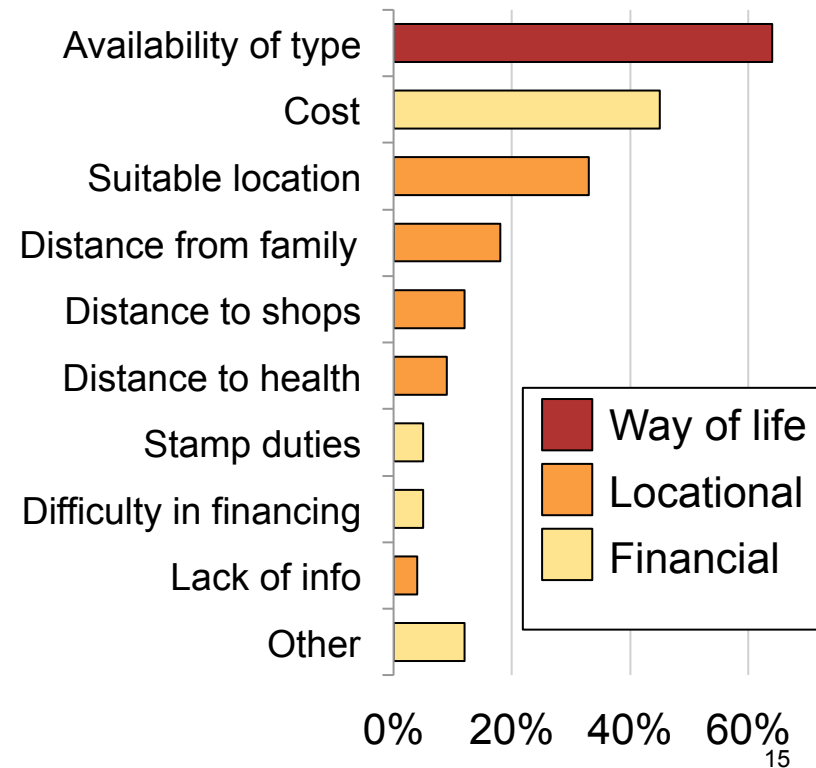 Availability of type
Cost
Suitable location
Distance from family
Distance to shops
Distance to health
Stamp duties
Difficulty in financing
Lack of info
Other
Way of life
Locational
Financial
0% 20% 40% 60%
15